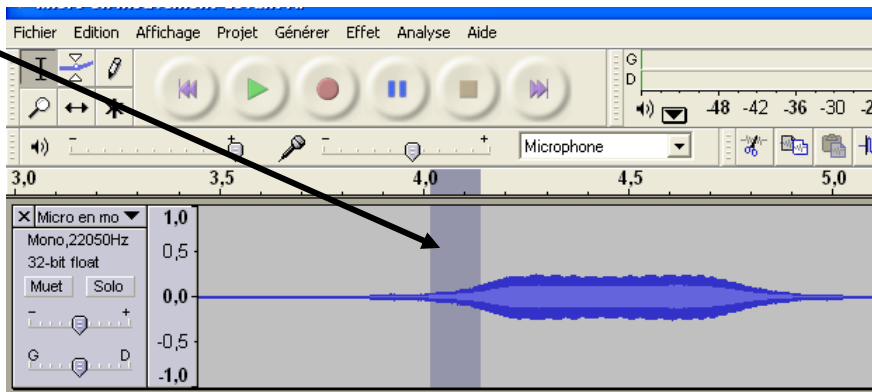 Fichier Edition Affichage Projet Générer Effet Analyse Aide
G
D
-48 -42 -36 -30
- + - + Microphone
3,0 3,5 4,0 4,5 5,0
Micro en mo 1,0
Mono,22050Hz
32-bit float 0,5
Muet Solo
0,0
- +
-0,5
G D
-1,0